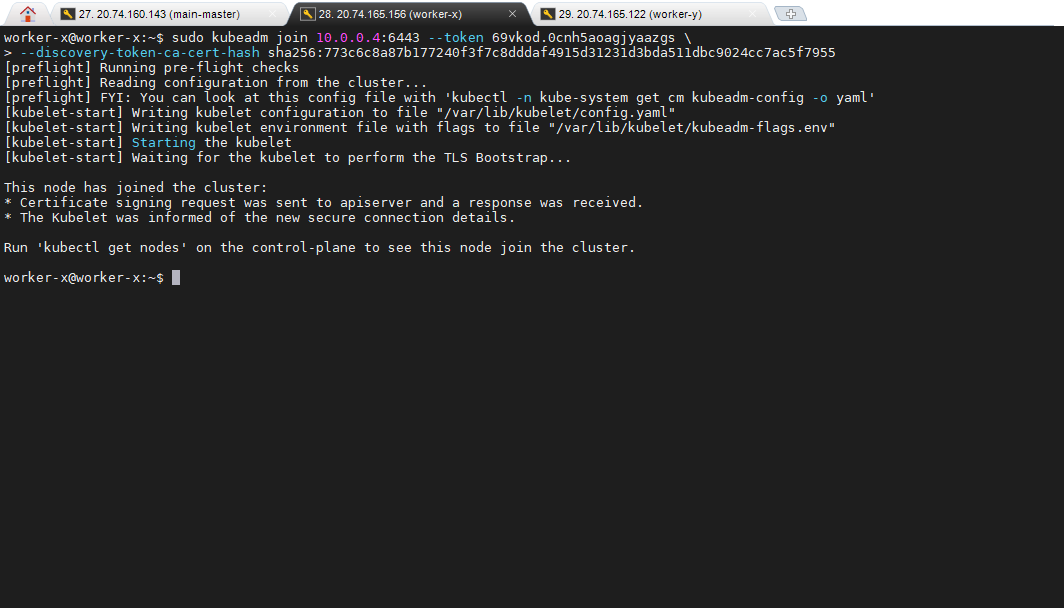 27. 20.74.160.143 (main-master)
28. 20.74.165.156 (worker-x)
29. 20.74.165.122 (worker-y)
worker-x@worker-x:~$ sudo kubeadm join 10.0.0.4:6443 --token 69vkod.0cnh5aoagjyaazgs \
> --discovery-token-ca-cert-hash sha256:773c6c8a87b177240f3f7c8dddaf4915d31231d3bda511dbc9024cc7ac5f7955
[preflight] Running pre-flight checks
[preflight] Reading configuration from the cluster...
[preflight] FYI: You can look at this config file with 'kubectl -n kube-system get cm kubeadm-config -o yaml'
[kubelet-start] Writing kubelet configuration to file "/var/lib/kubelet/config.yaml"
[kubelet-start] Writing kubelet environment file with flags to file "/var/lib/kubelet/kubeadm-flags.env"
[kubelet-start] Starting the kubelet
[kubelet-start] Waiting for the kubelet to perform the TLS Bootstrap...
This node has joined the cluster:
* Certificate signing request was sent to apiserver and a response was received.
* The Kubelet was informed of the new secure connection details.
Run 'kubectl get nodes' on the control-plane to see this node join the cluster.
worker-x@worker-x:~$